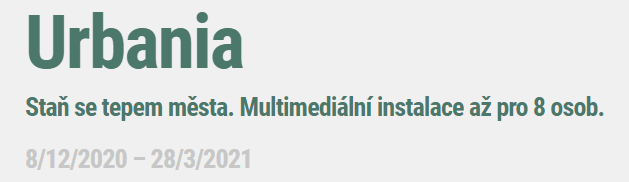 Urbania
Staň se tepem města. Multimediální instalace až pro 8 osob.
8/12/2020 – 28/3/2021